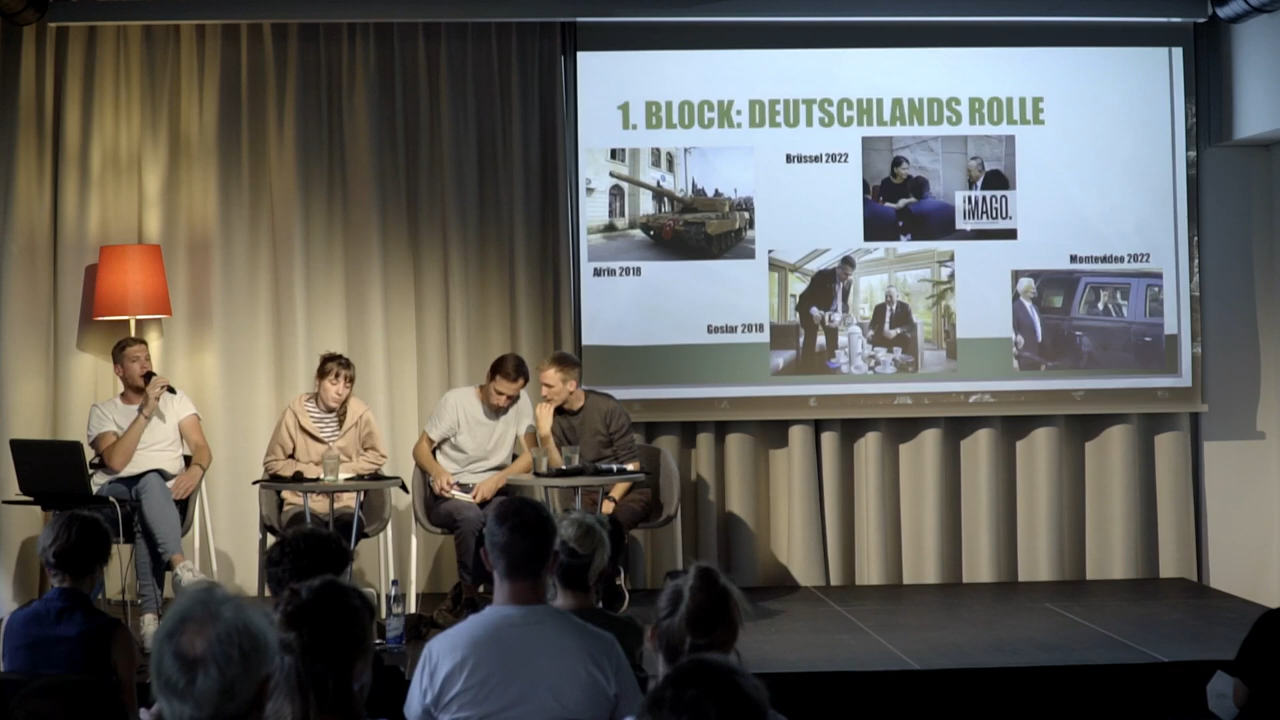 1. BLOCK: DEUTSCHLANDS ROLLE
Brüssel 2022
IMAGO.
Afrin 2018
Montevideo 2022
Goslar 2018